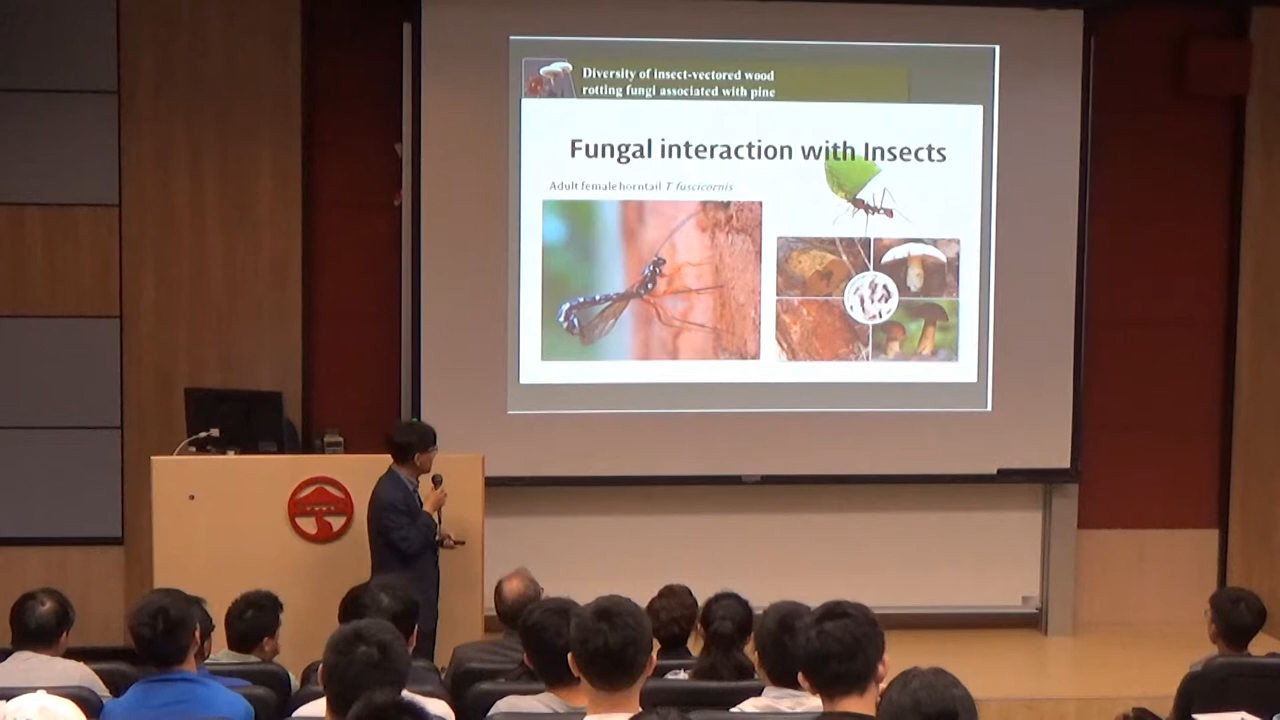 Diversity of insect-vectored wood
rotting fungi associated with pine
Fungal interaction with Insects
Adult female horntail T fuscicornis